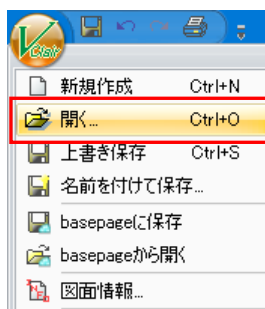 VClair
新規作成 Ctrl+N
開く... Ctrl+O
上書き保存 Ctrl+S
名前を付けて保存...
basepageに保存
basepageから開く
図面情報...